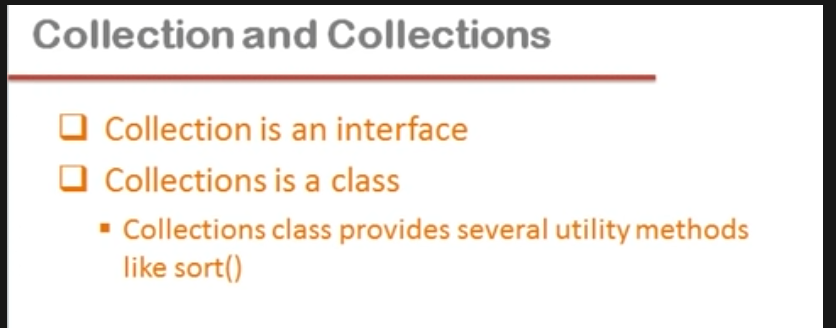 Collection and Collections
Collection is an interface
Collections is a class
Collections class provides several utility methods
like sort()